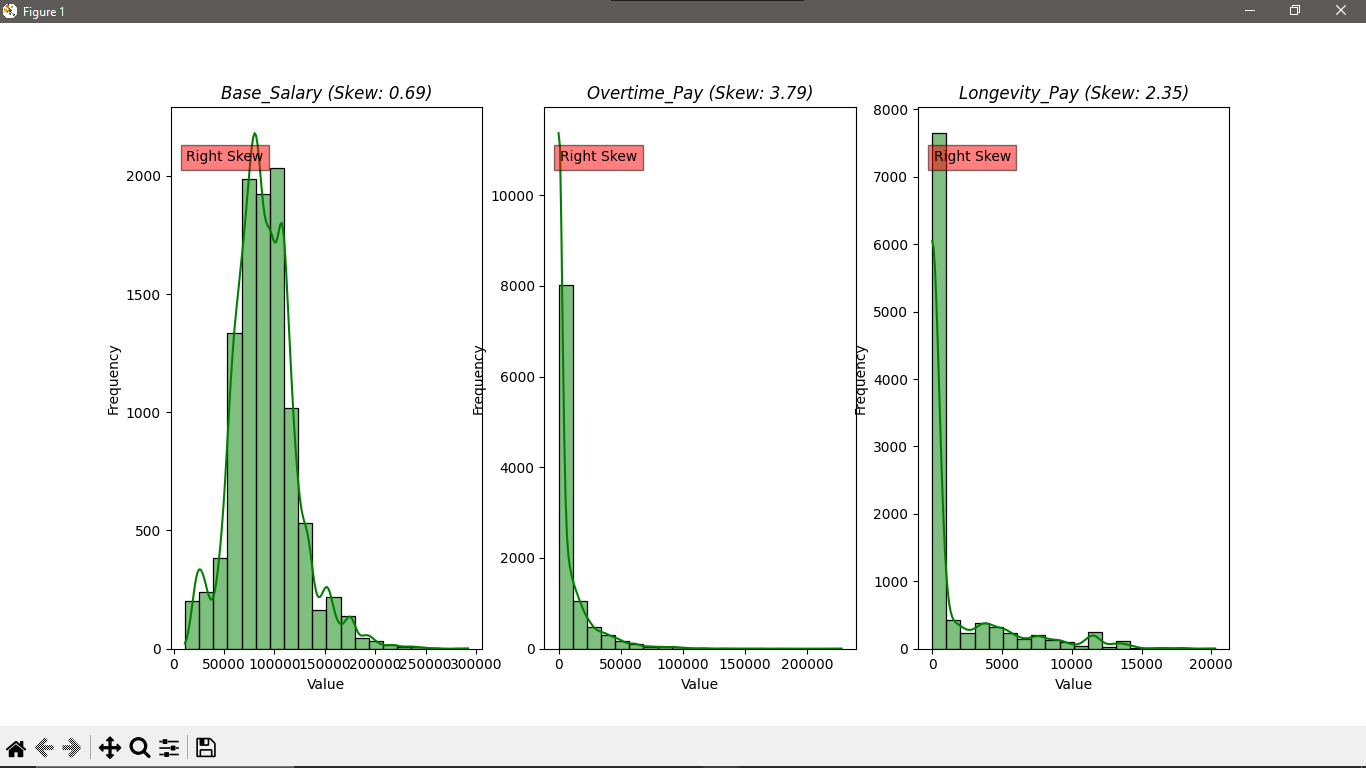 Figure 1
Base_Salary (Skew: 0.69)
Right Skew
Frequency
2000
1500
1000
500
0
0
50000
100000
150000
200000
250000
300000
Value
Overtime_Pay (Skew: 3.79)
Right Skew
Frequency
10000
8000
6000
4000
2000
0
0
50000
100000
150000
200000
Value
Longevity_Pay (Skew: 2.35)
Right Skew
Frequency
8000
7000
6000
5000
4000
3000
2000
1000
0
0
5000
10000
15000
20000
Value